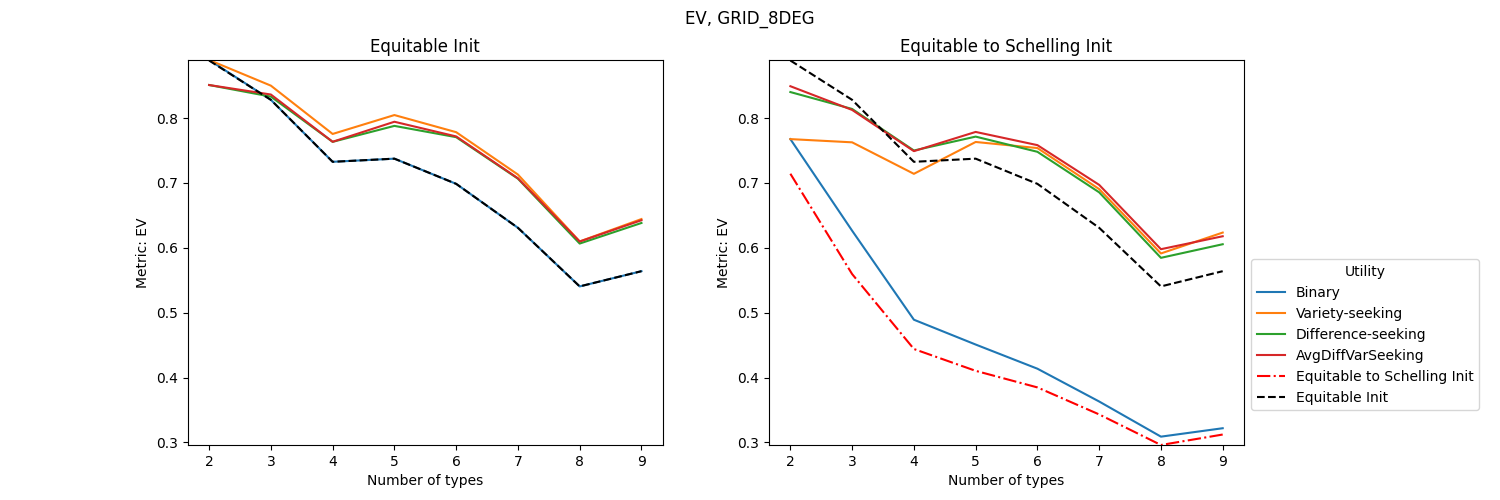 EV, GRID_8DEG
Equitable Init
Metric: EV
0.8
0.7
0.6
0.5
0.4
0.3
2 3 4 5 6 7 8 9
Number of types
Equitable to Schelling Init
Metric: EV
0.8
0.7
0.6
0.5
0.4
0.3
2 3 4 5 6 7 8 9
Number of types
Utility
Binary
Variety-seeking
Difference-seeking
AvgDiffVarSeeking
Equitable to Schelling Init
Equitable Init